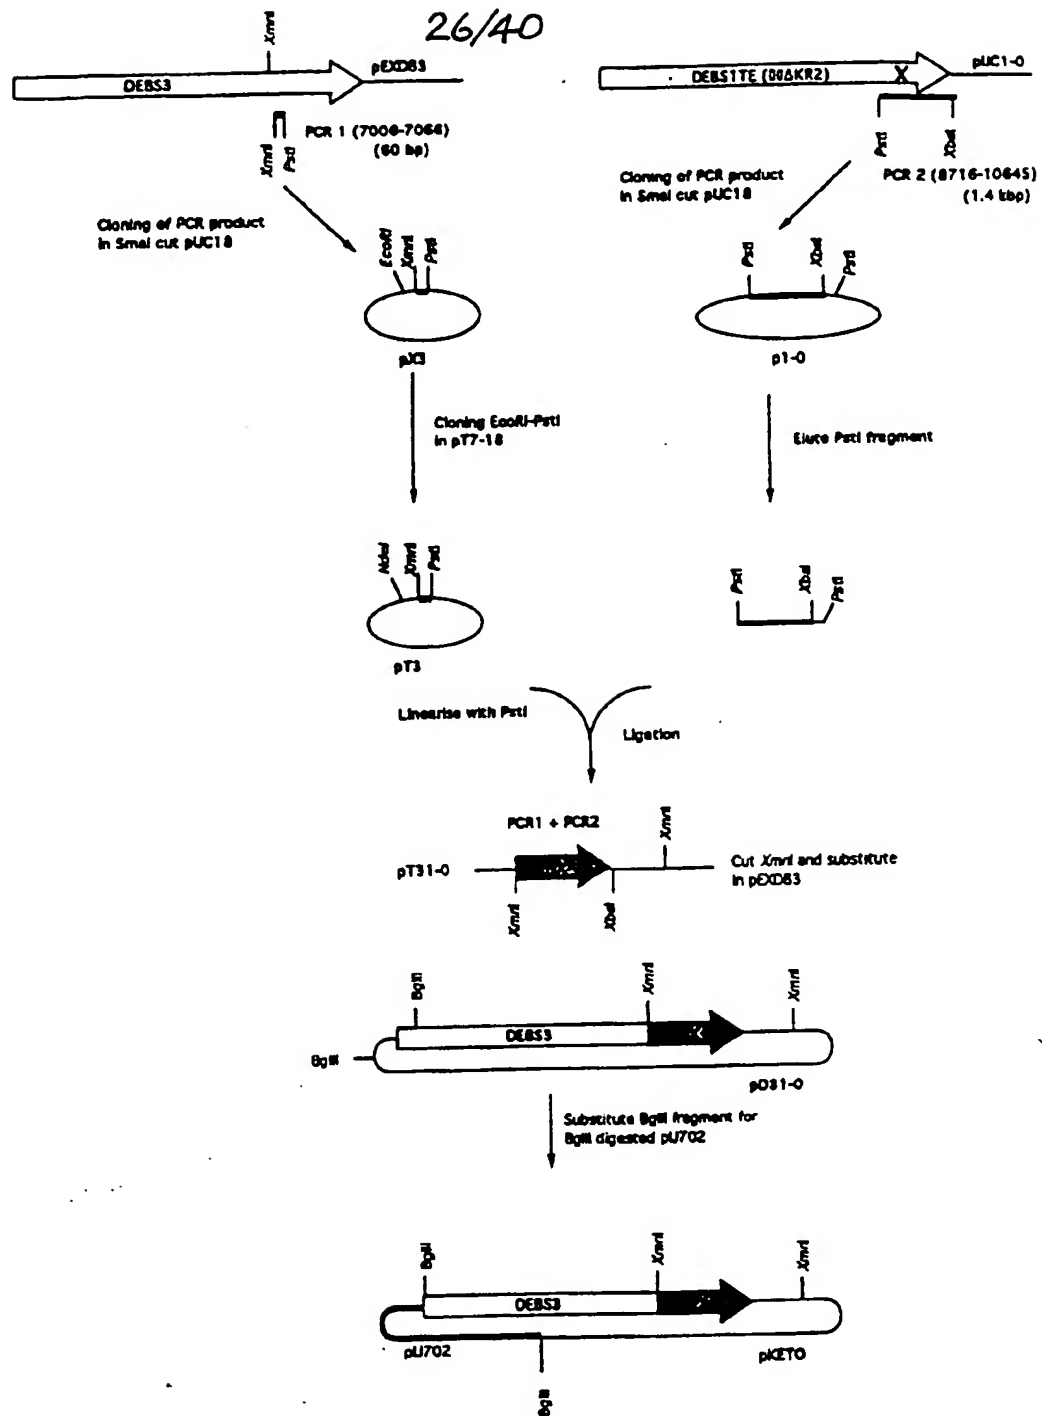 26/40
XmnI
pEXD83
DEBS3
PCR 1 (7006-7066)
(60 bp)
XmnI
PstI
Cloning of PCR product
in SmaI cut pUC18
EcoRI
XmnI
PstI
pX3
Cloning EcoRI-PstI
in pT7-18
NdeI
XmnI
PstI
pT3
pUC1-0
X
PstI
XbaI
PCR 2 (8716-10645)
(1.4 kbp)
Cloning of PCR product
in SmaI cut pUC18
PstI
XbaI
PstI
p1-0
Elute PstI fragment
PstI
XbaI
PstI
Linearise with PstI
Ligation
PCR1 + PCR2
XmnI
pT31-0
Cut XmnI and substitute
in pEXD83
XmnI
XbaI
BglII
XmnI
XmnI
DEBS3
BglII
pD31-0
Substitute BglII fragment for
BglII digested pIJ702
BglII
XmnI
XmnI
DEBS3
pIJ702
pKETO
BglII